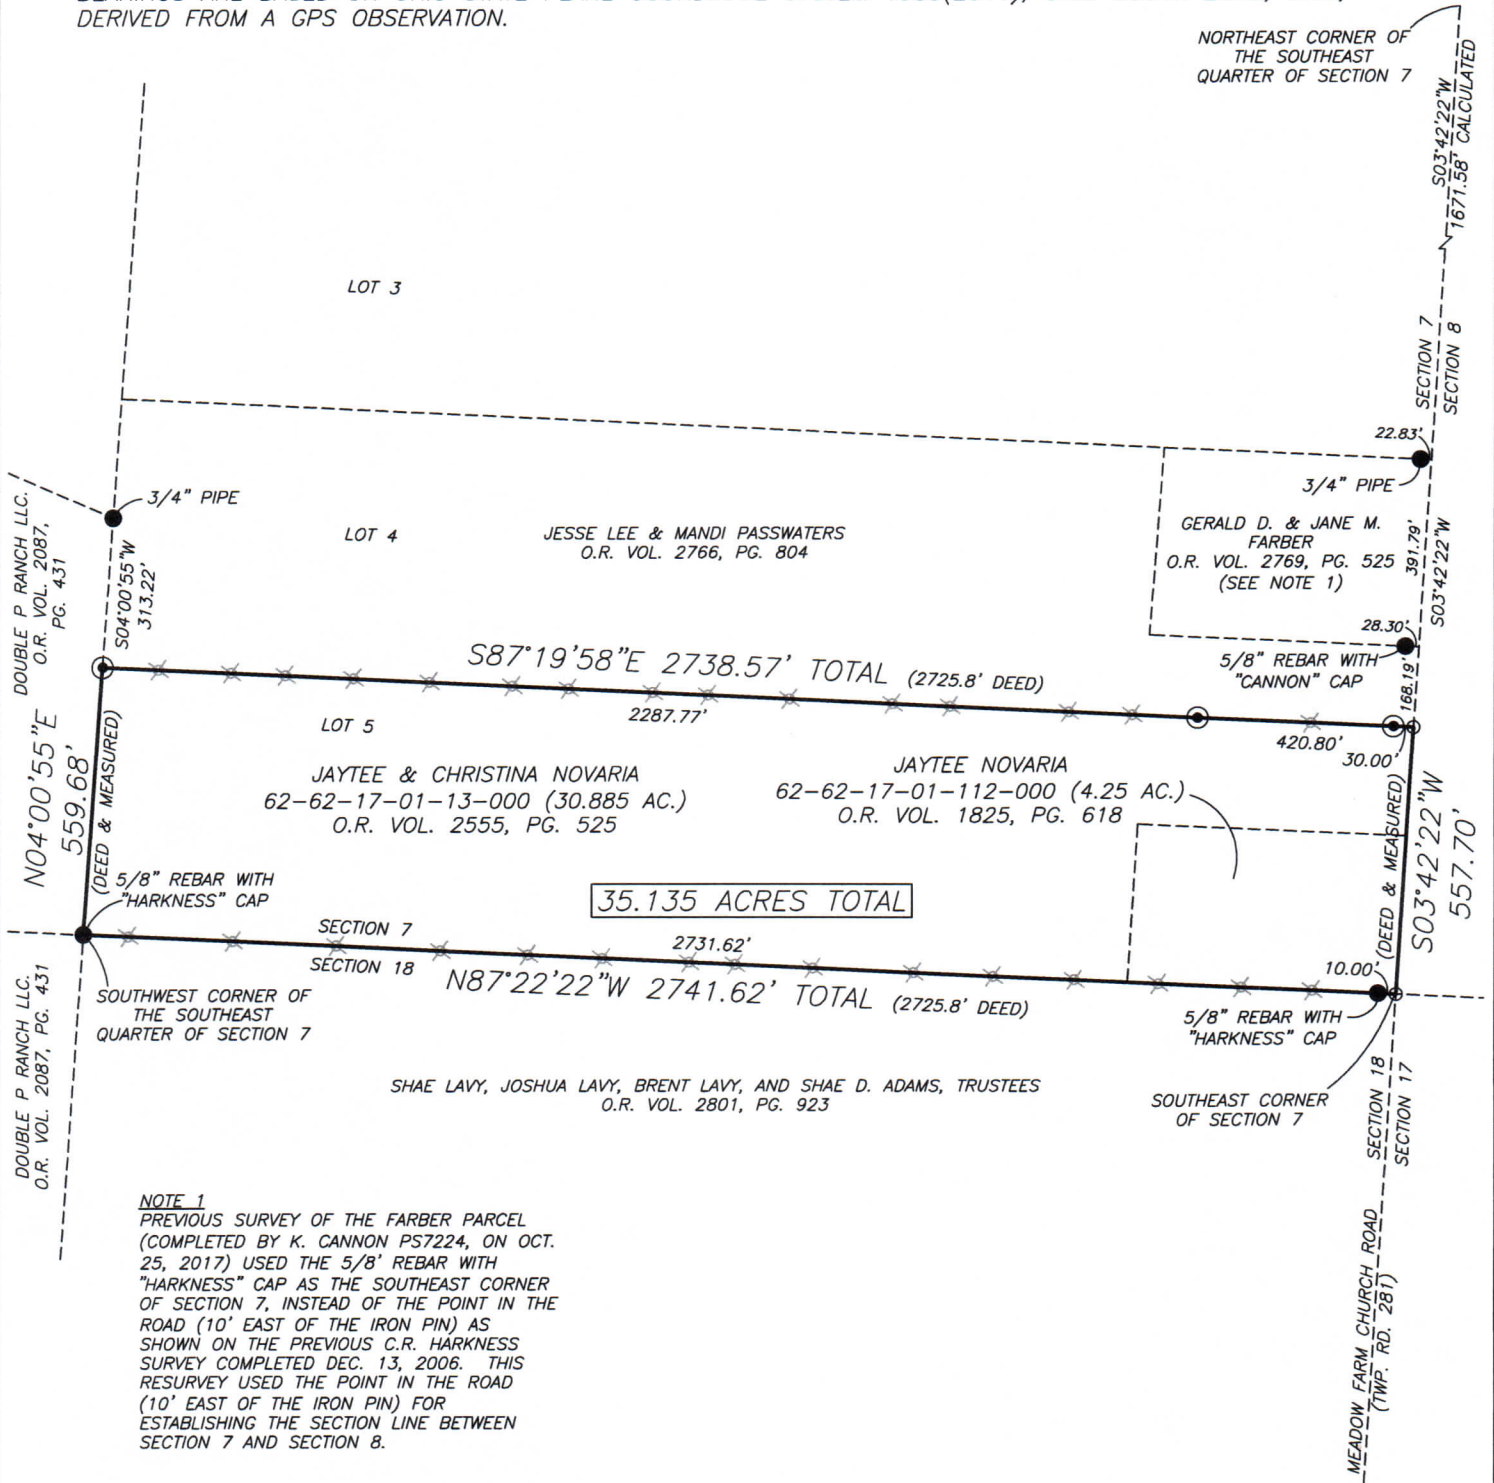 DERIVED FROM A GPS OBSERVATION.
NORTHEAST CORNER OF
THE SOUTHEAST
QUARTER OF SECTION 7
S03°42'22"W
1671.58' CALCULATED
LOT 3
SECTION 7
SECTION 8
22.83'
3/4" PIPE
3/4" PIPE
DOUBLE P RANCH LLC.
O.R. VOL. 2087,
PG. 431
S04°00'55"W
313.22'
LOT 4
JESSE LEE & MANDI PASSWATERS
O.R. VOL. 2766, PG. 804
GERALD D. & JANE M.
FARBER
O.R. VOL. 2769, PG. 525
(SEE NOTE 1)
391.79'
S03°42'22"W
28.30'
5/8" REBAR WITH
"CANNON" CAP
168.19'
S87°19'58"E 2738.57' TOTAL (2725.8' DEED)
2287.77'
420.80'
30.00'
LOT 5
N04°00'55"E
559.68'
(DEED & MEASURED)
JAYTEE & CHRISTINA NOVARIA
62-62-17-01-13-000 (30.885 AC.)
O.R. VOL. 2555, PG. 525
JAYTEE NOVARIA
62-62-17-01-112-000 (4.25 AC.)
O.R. VOL. 1825, PG. 618
(DEED & MEASURED)
S03°42'22"W
557.70'
5/8" REBAR WITH
"HARKNESS" CAP
35.135 ACRES TOTAL
SECTION 7
SECTION 18
2731.62'
N87°22'22"W 2741.62' TOTAL (2725.8' DEED)
10.00'
5/8" REBAR WITH
"HARKNESS" CAP
SOUTHWEST CORNER OF
THE SOUTHEAST
QUARTER OF SECTION 7
DOUBLE P RANCH LLC.
O.R. VOL. 2087, PG. 431
SHAE LAVY, JOSHUA LAVY, BRENT LAVY, AND SHAE D. ADAMS, TRUSTEES
O.R. VOL. 2801, PG. 923
SOUTHEAST CORNER
OF SECTION 7
SECTION 18
SECTION 17
NOTE 1
PREVIOUS SURVEY OF THE FARBER PARCEL
(COMPLETED BY K. CANNON PS7224, ON OCT.
25, 2017) USED THE 5/8' REBAR WITH
"HARKNESS" CAP AS THE SOUTHEAST CORNER
OF SECTION 7, INSTEAD OF THE POINT IN THE
ROAD (10' EAST OF THE IRON PIN) AS
SHOWN ON THE PREVIOUS C.R. HARKNESS
SURVEY COMPLETED DEC. 13, 2006. THIS
RESURVEY USED THE POINT IN THE ROAD
(10' EAST OF THE IRON PIN) FOR
ESTABLISHING THE SECTION LINE BETWEEN
SECTION 7 AND SECTION 8.
MEADOW FARM CHURCH ROAD
(TWP. RD. 281)